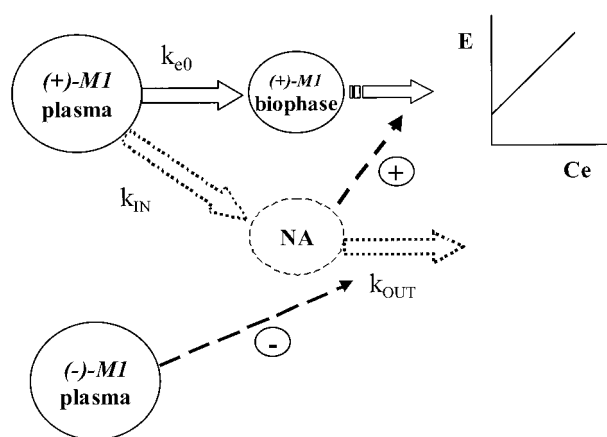 (+)-M1
plasma
k_e0
(+)-M1
biophase
E
Ce
k_IN
NA
+
k_OUT
(-)-M1
plasma
-